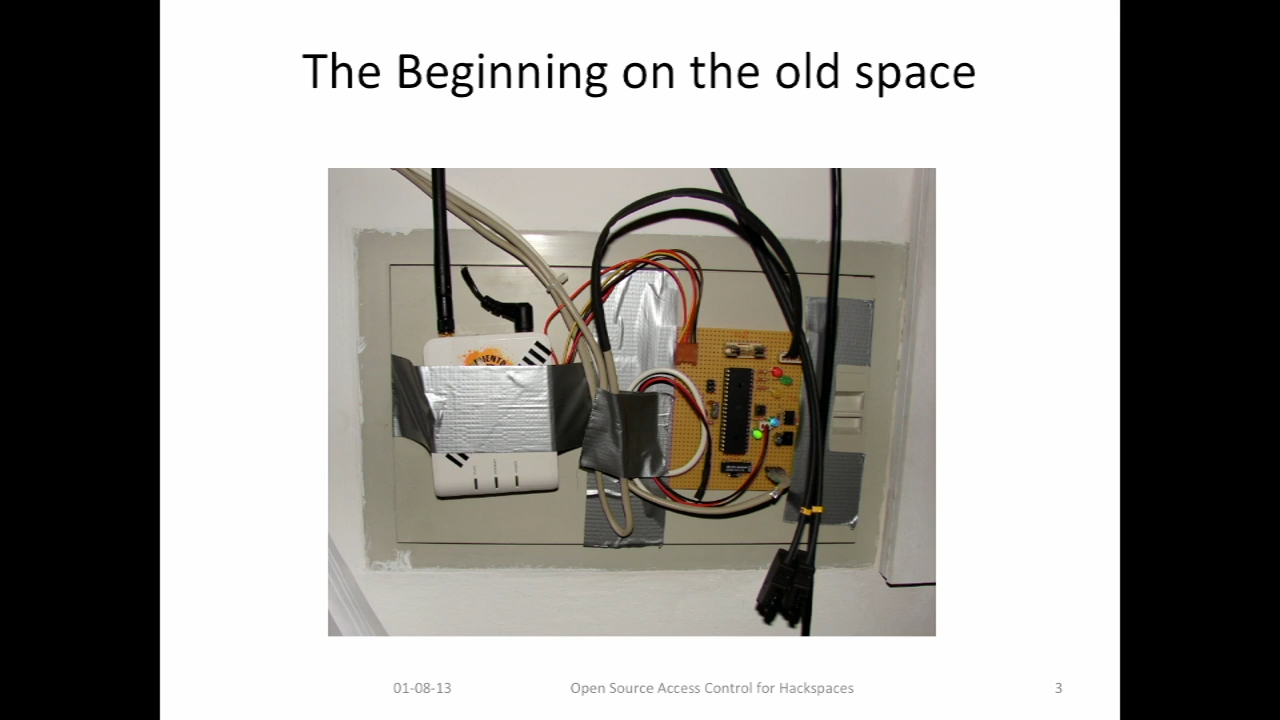 The Beginning on the old space
01-08-13
Open Source Access Control for Hackspaces
3